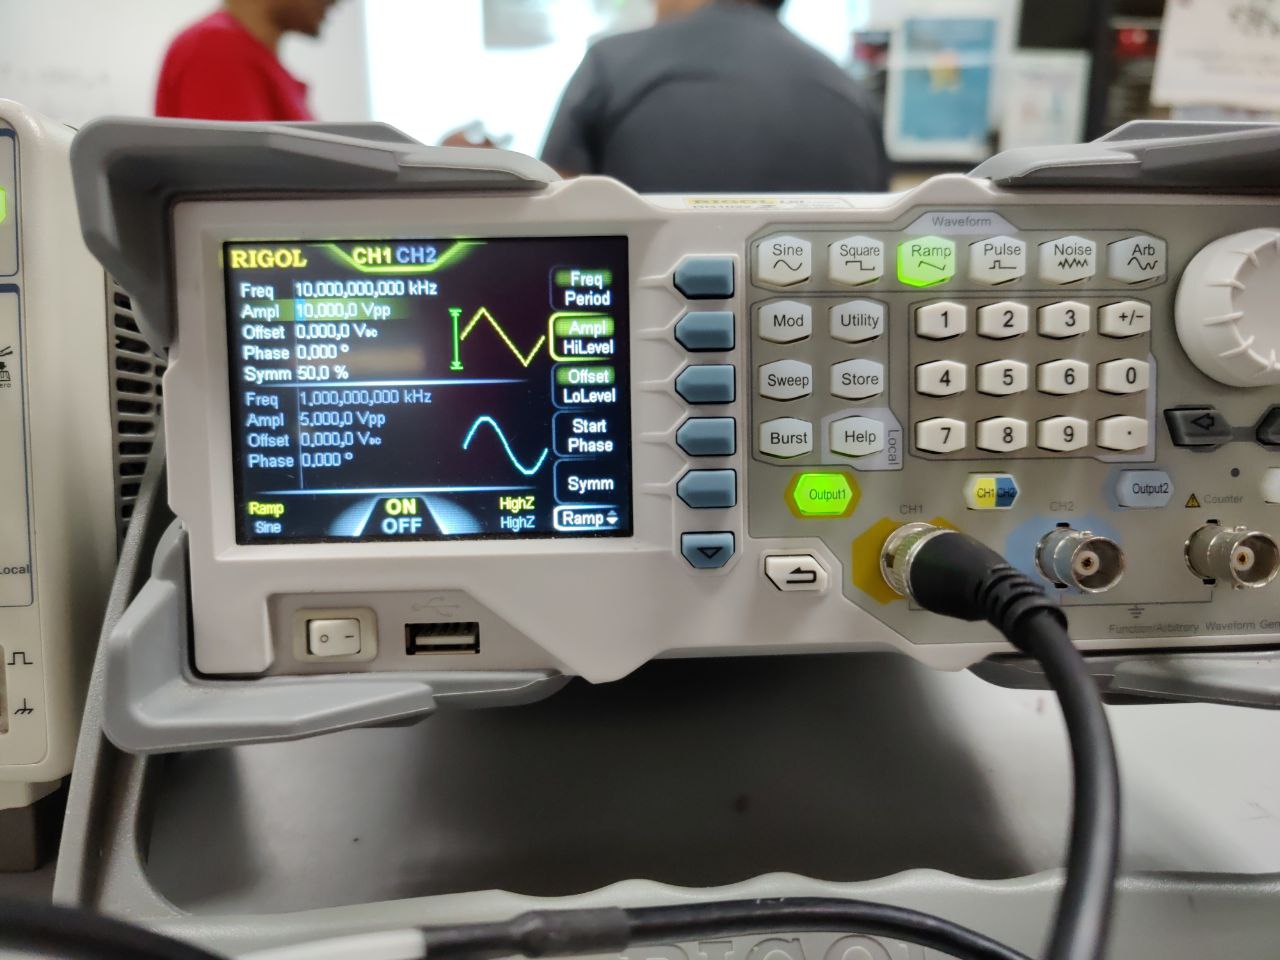 RIGOL CH1 CH2
Freq 10.000,000,000 kHz
Ampl 10.000,0 Vpp
Offset 0.000,0 VDC
Phase 0.000 °
Symm 50.0 %
Freq 1.000,000,000 kHz
Ampl 5.000,0 Vpp
Offset 0.000,0 VDC
Phase 0.000 °
Ramp ON HighZ
Sine OFF HighZ
Freq
Period
Ampl
HiLevel
Offset
LoLevel
Start
Phase
Symm
Ramp
RIGOL
Waveform
Sine Square Ramp Pulse Noise Arb
Mod Utility 1 2 3 +/-
Sweep Store 4 5 6 0
Burst Help 7 8 9 .
Local
Output1 CH1 CH2 Output2
CH1 CH2 Counter
Function/Arbitrary Waveform Gen
Local